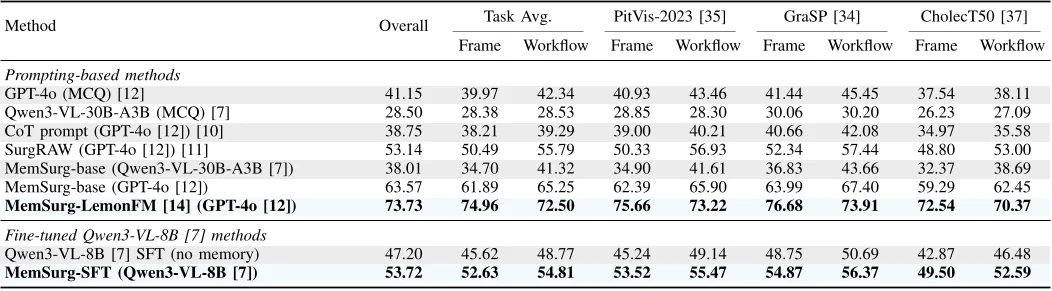 Method Overall Task Avg. PitVis-2023 [35] GraSP [34] CholecT50 [37]
Frame Workflow Frame Workflow Frame Workflow Frame Workflow
Prompting-based methods
GPT-4o (MCQ) [12] 41.15 39.97 42.34 40.93 43.46 41.44 45.45 37.54 38.11
Qwen3-VL-30B-A3B (MCQ) [7] 28.50 28.38 28.53 28.85 28.30 30.06 30.20 26.23 27.09
CoT prompt (GPT-4o [12]) [10] 38.75 38.21 39.29 39.00 40.21 40.66 42.08 34.97 35.58
SurgRAW (GPT-4o [12]) [11] 53.14 50.49 55.79 50.33 56.93 52.34 57.44 48.80 53.00
MemSurg-base (Qwen3-VL-30B-A3B [7]) 38.01 34.70 41.32 34.90 41.61 36.83 43.66 32.37 38.69
MemSurg-base (GPT-4o [12]) 63.57 61.89 65.25 62.39 65.90 63.99 67.40 59.29 62.45
MemSurg-LemonFM [14] (GPT-4o [12]) 73.73 74.96 72.50 75.66 73.22 76.68 73.91 72.54 70.37
Fine-tuned Qwen3-VL-8B [7] methods
Qwen3-VL-8B [7] SFT (no memory) 47.20 45.62 48.77 45.24 49.14 48.75 50.69 42.87 46.48
MemSurg-SFT (Qwen3-VL-8B [7]) 53.72 52.63 54.81 53.52 55.47 54.87 56.37 49.50 52.59